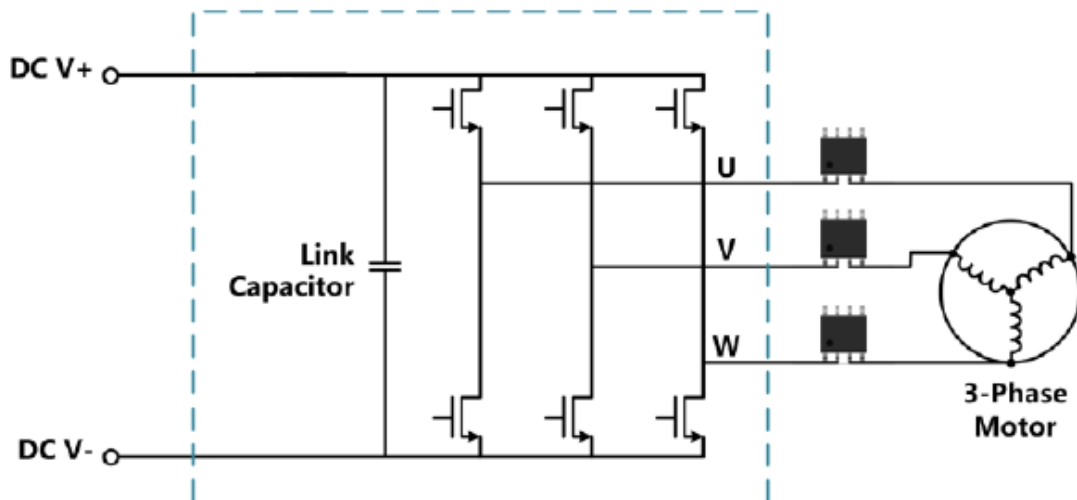 DC V+
U
Link
Capacitor
V
W
3-Phase
Motor
DC V-